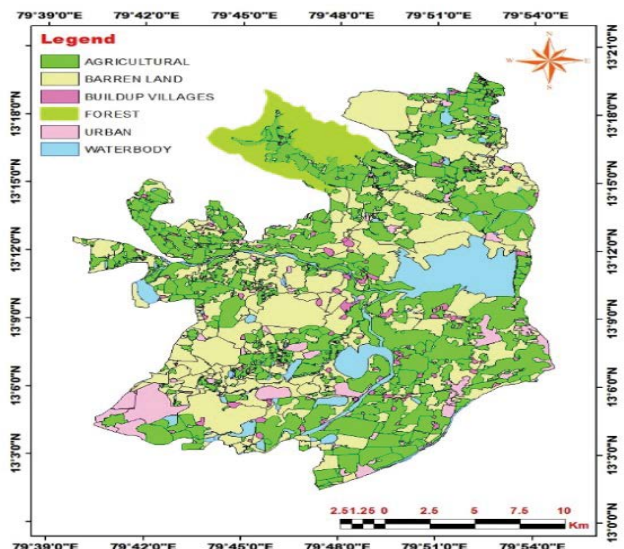 79°39'0"E 79°42'0"E 79°45'0"E 79°48'0"E 79°51'0"E 79°54'0"E
Legend
AGRICULTURAL
BARREN LAND
BUILDUP VILLAGES
FOREST
URBAN
WATERBODY
N
W E
S
13°18'0"N
13°15'0"N
13°12'0"N
13°9'0"N
13°6'0"N
13°3'0"N
13°21'0"N
13°18'0"N
13°15'0"N
13°12'0"N
13°9'0"N
13°6'0"N
13°3'0"N
13°0'0"N
2.51.25 0 2.5 5 7.5 10
Km
79°39'0"E 79°42'0"E 79°45'0"E 79°48'0"E 79°51'0"E 79°54'0"E